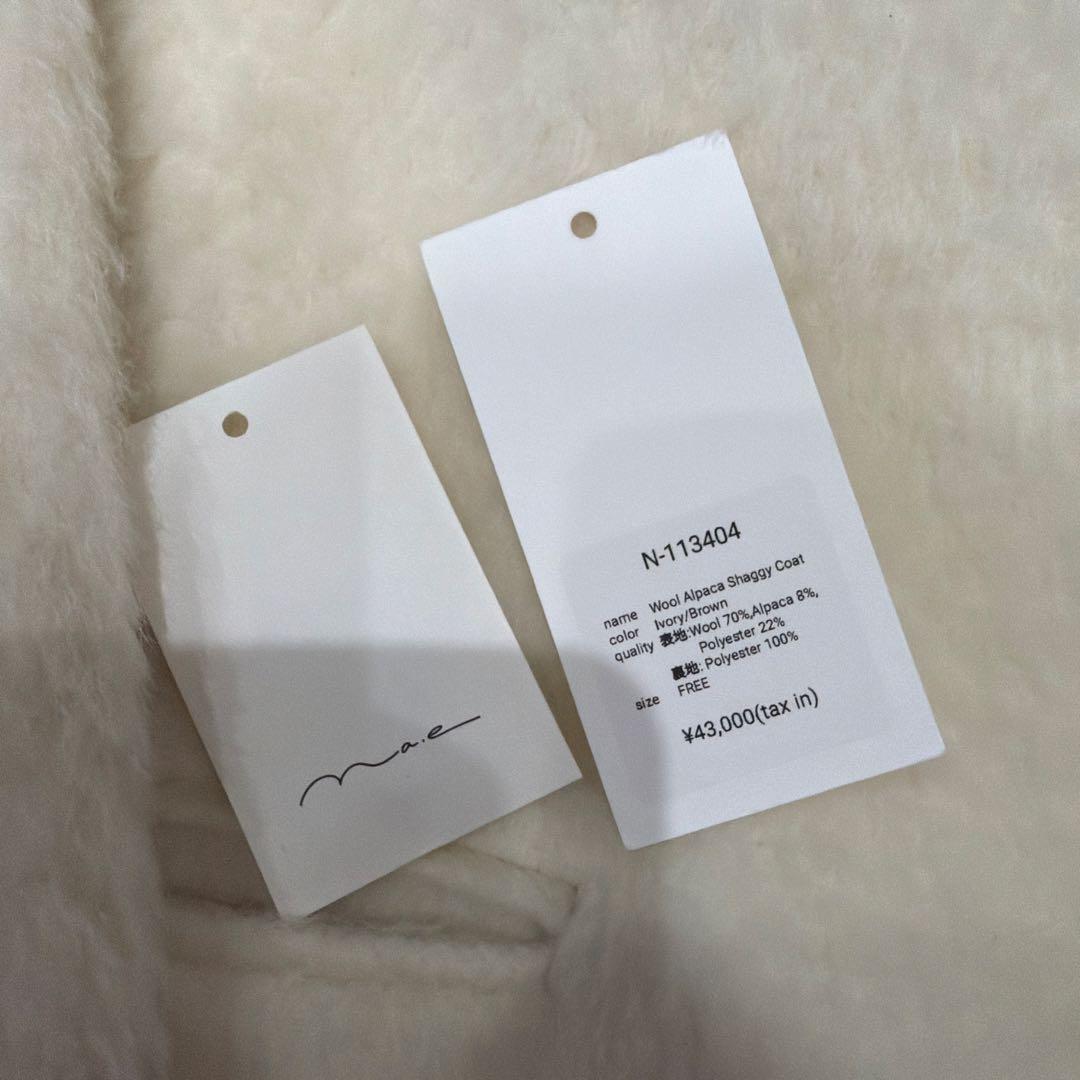 ma.e
N-113404
name Wool Alpaca Shaggy Coat
color Ivory/Brown
quality 表地:Wool 70%,Alpaca 8%,
Polyester 22%
裏地: Polyester 100%
size FREE
¥43,000(tax in)